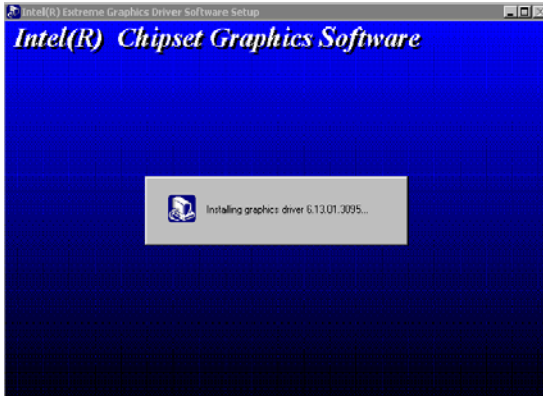 Intel(R) Extreme Graphics Driver Software Setup
Intel(R) Chipset Graphics Software
Installing graphics driver 6.13.01.3095...